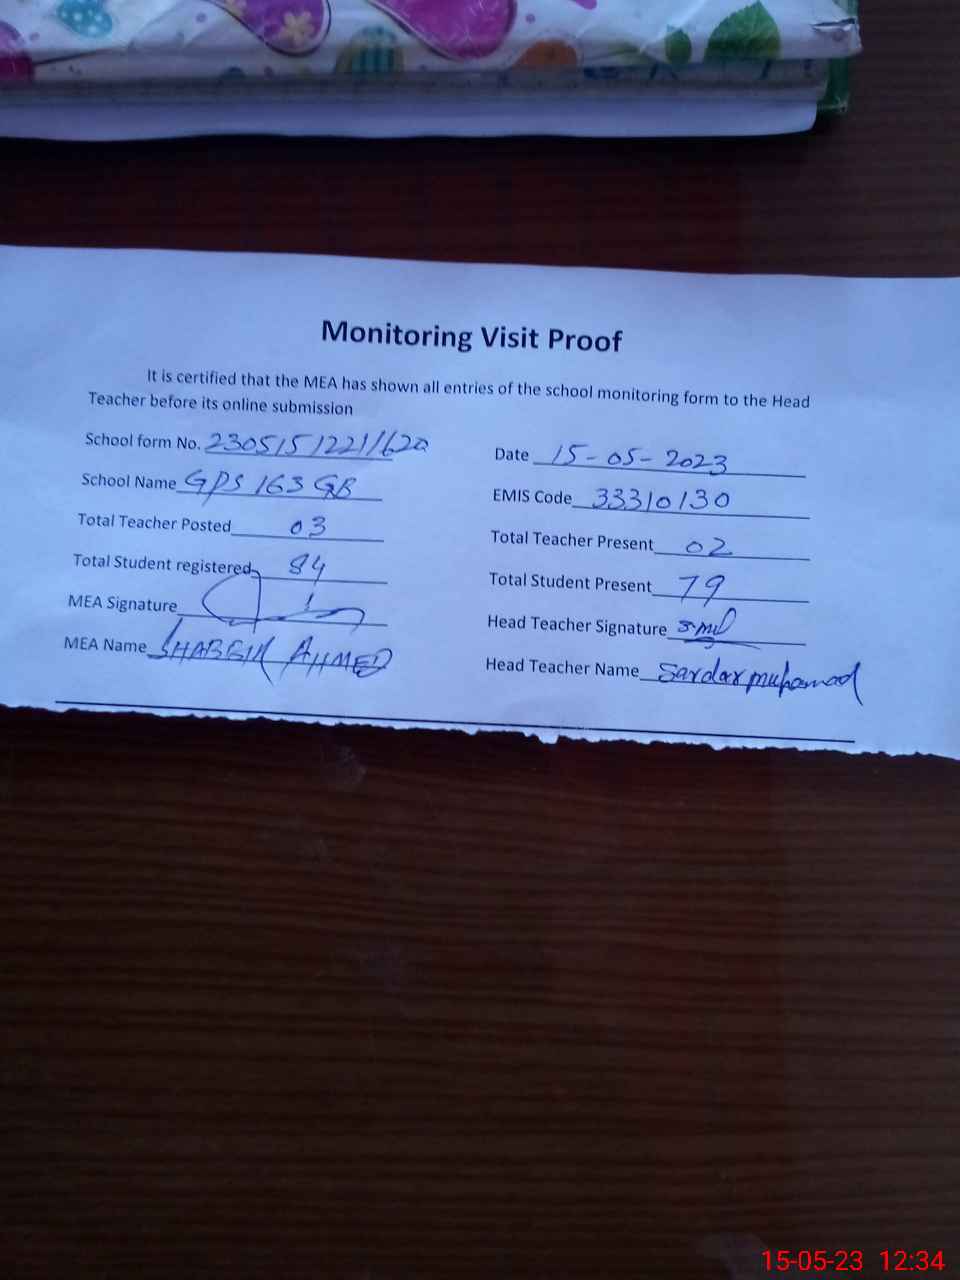 Monitoring Visit Proof
It is certified that the MEA has shown all entries of the school monitoring form to the Head
Teacher before its online submission
School form No. 2305151221/620
Date 15-05-2023
School Name GPS 163 GB
EMIS Code 33310130
Total Teacher Posted 03
Total Teacher Present 02
Total Student registered 84
Total Student Present 79
MEA Signature
Head Teacher Signature
MEA Name SHABBIR AHMED
Head Teacher Name Sardar muhamad
15-05-23 12:34